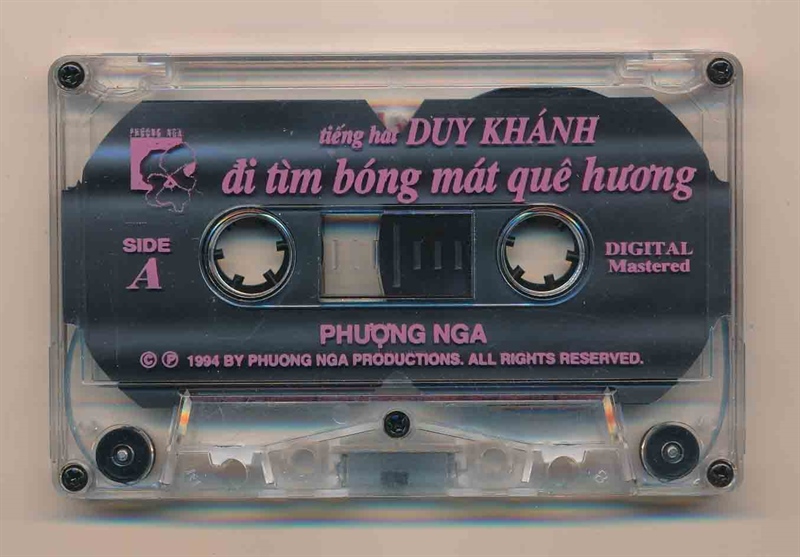 PHƯỢNG NGA
tiếng hát DUY KHÁNH
đi tìm bóng mát quê hương
SIDE
A
DIGITAL
Mastered
PHƯỢNG NGA
© ℗ 1994 BY PHUONG NGA PRODUCTIONS. ALL RIGHTS RESERVED.